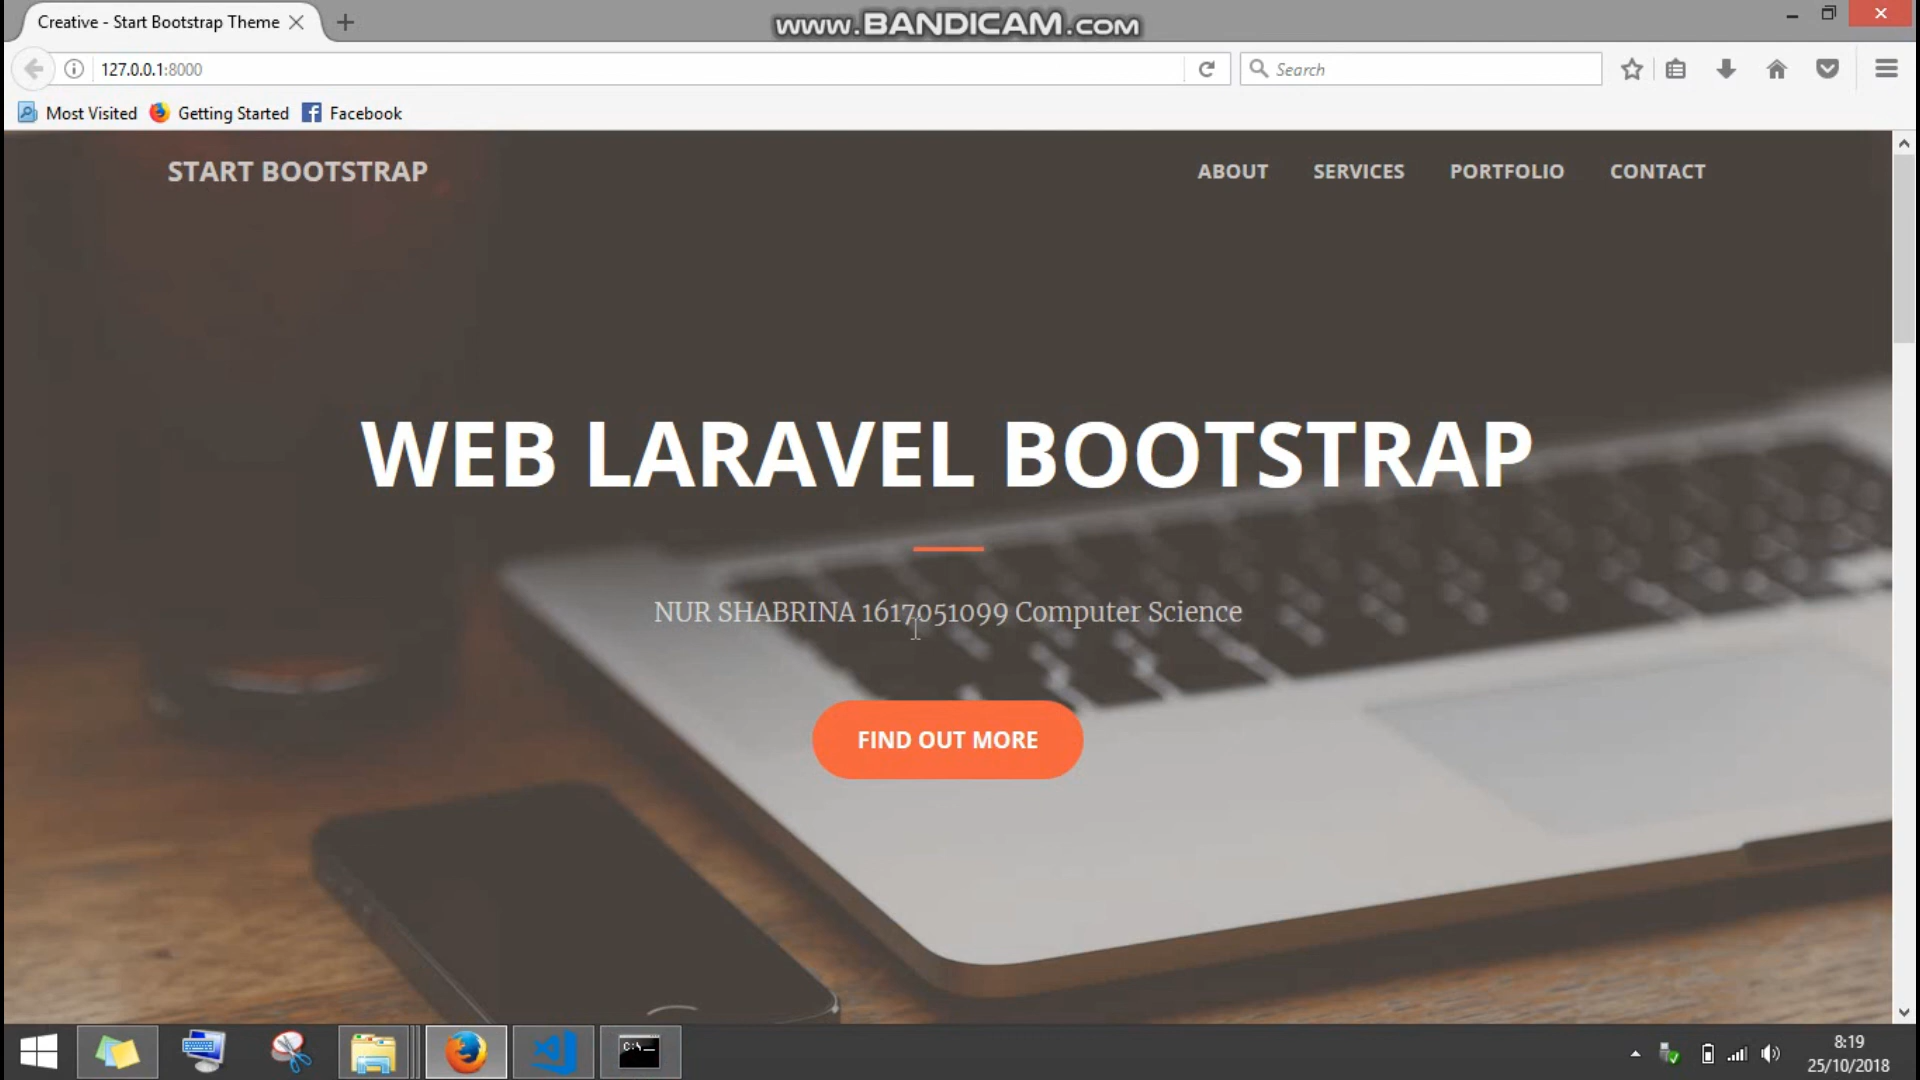 Creative - Start Bootstrap Theme
www.BANDICAM.com
127.0.0.1:8000
Search
Most Visited
Getting Started
Facebook
START BOOTSTRAP
ABOUT
SERVICES
PORTFOLIO
CONTACT
WEB LARAVEL BOOTSTRAP
NUR SHABRINA 1617051099 Computer Science
FIND OUT MORE
C:\_
8:19
25/10/2018